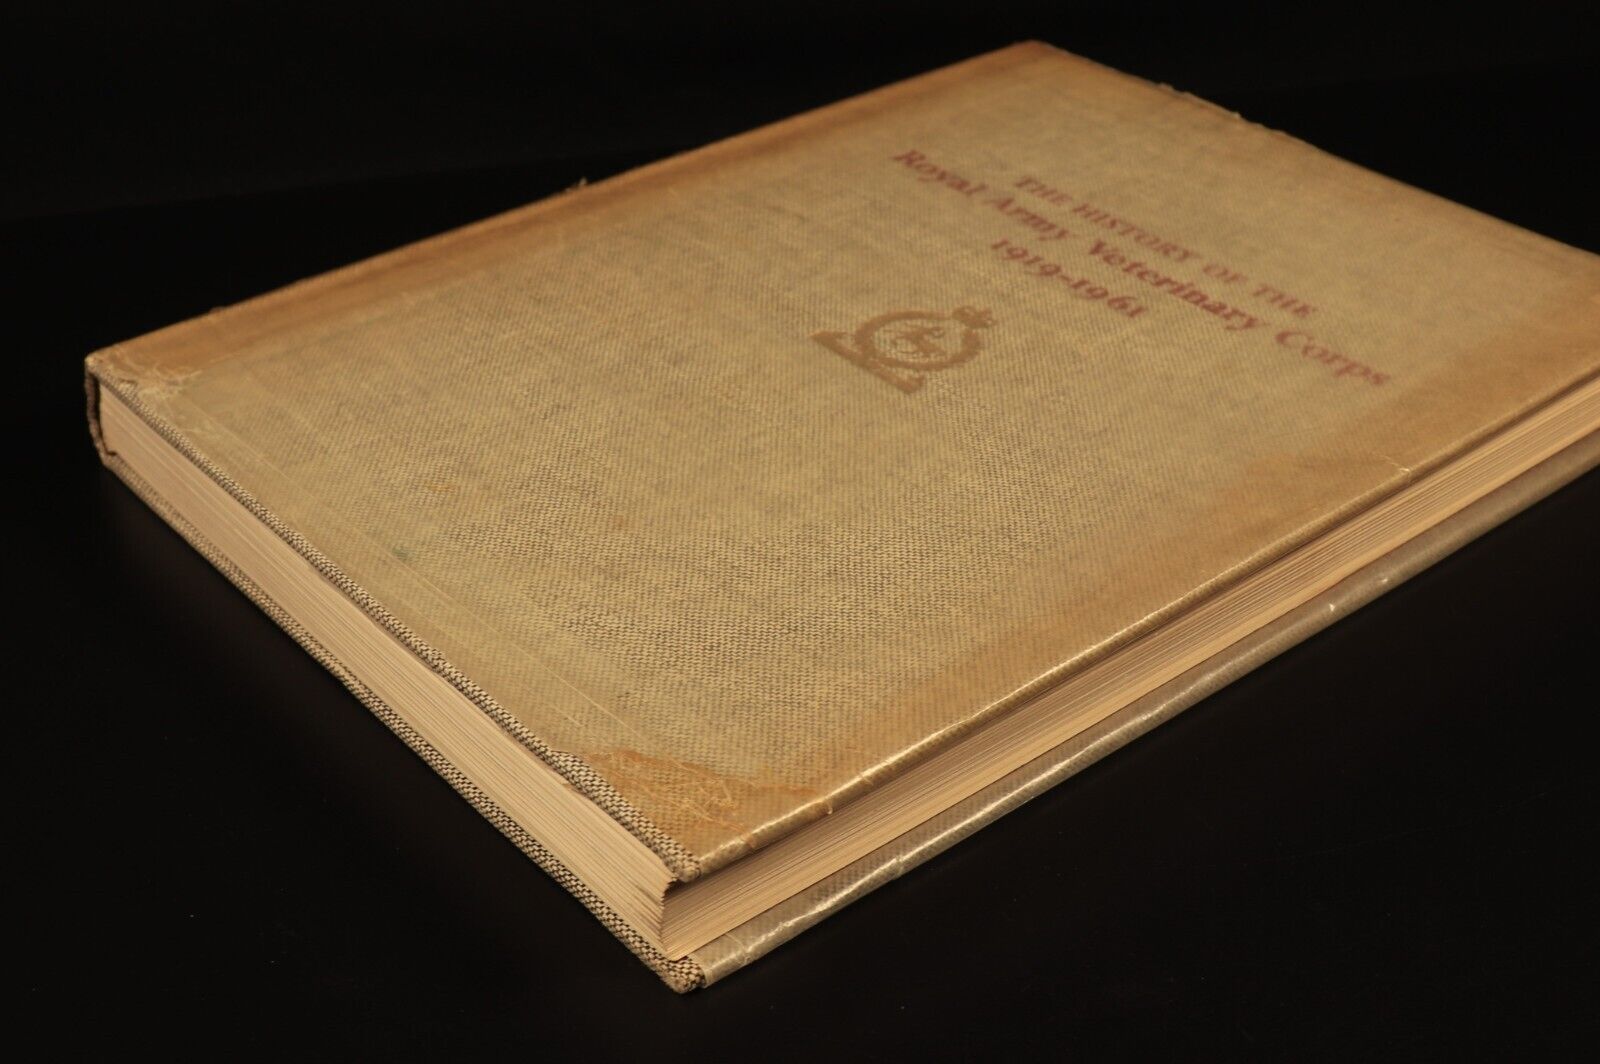 THE HISTORY OF THE
Royal Army Veterinary Corps
1919-1961